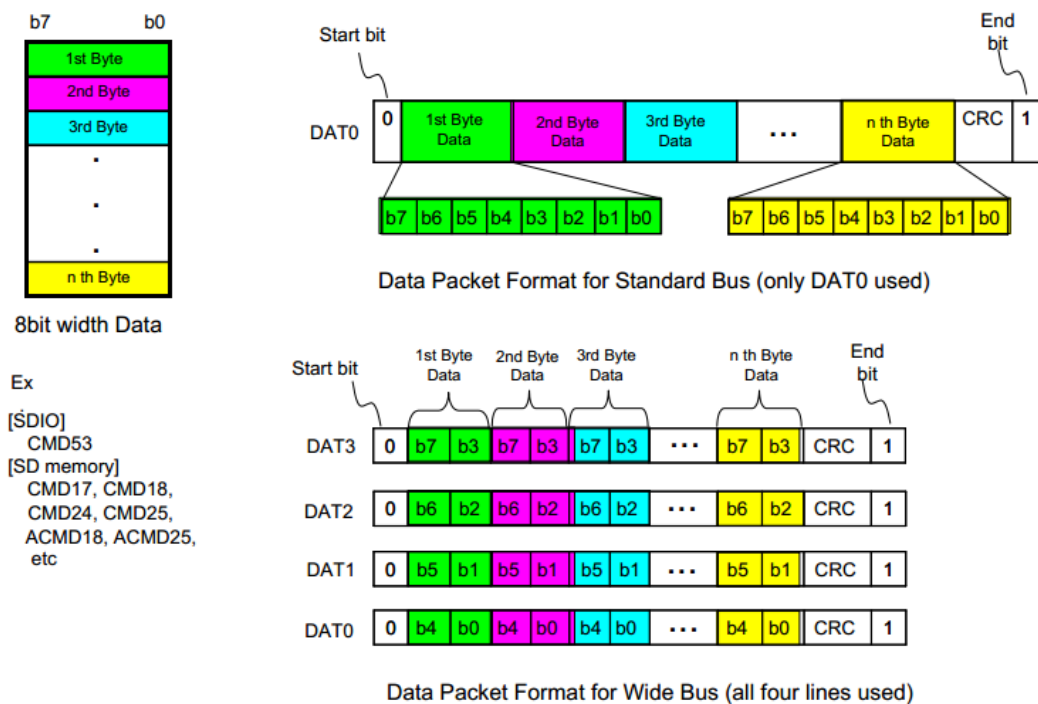 b7 b0
1st Byte
2nd Byte
3rd Byte
.
.
.
n th Byte
8bit width Data
Ex
[SDIO]
CMD53
[SD memory]
CMD17, CMD18,
CMD24, CMD25,
ACMD18, ACMD25,
etc
Start bit
End
bit
DAT0 0 1st Byte Data 2nd Byte Data 3rd Byte Data ... n th Byte Data CRC 1
b7 b6 b5 b4 b3 b2 b1 b0 b7 b6 b5 b4 b3 b2 b1 b0
Data Packet Format for Standard Bus (only DAT0 used)
Start bit
1st Byte Data
2nd Byte Data
3rd Byte Data
n th Byte Data
End
bit
DAT3 0 b7 b3 b7 b3 b7 b3 ... b7 b3 CRC 1
DAT2 0 b6 b2 b6 b2 b6 b2 ... b6 b2 CRC 1
DAT1 0 b5 b1 b5 b1 b5 b1 ... b5 b1 CRC 1
DAT0 0 b4 b0 b4 b0 b4 b0 ... b4 b0 CRC 1
Data Packet Format for Wide Bus (all four lines used)